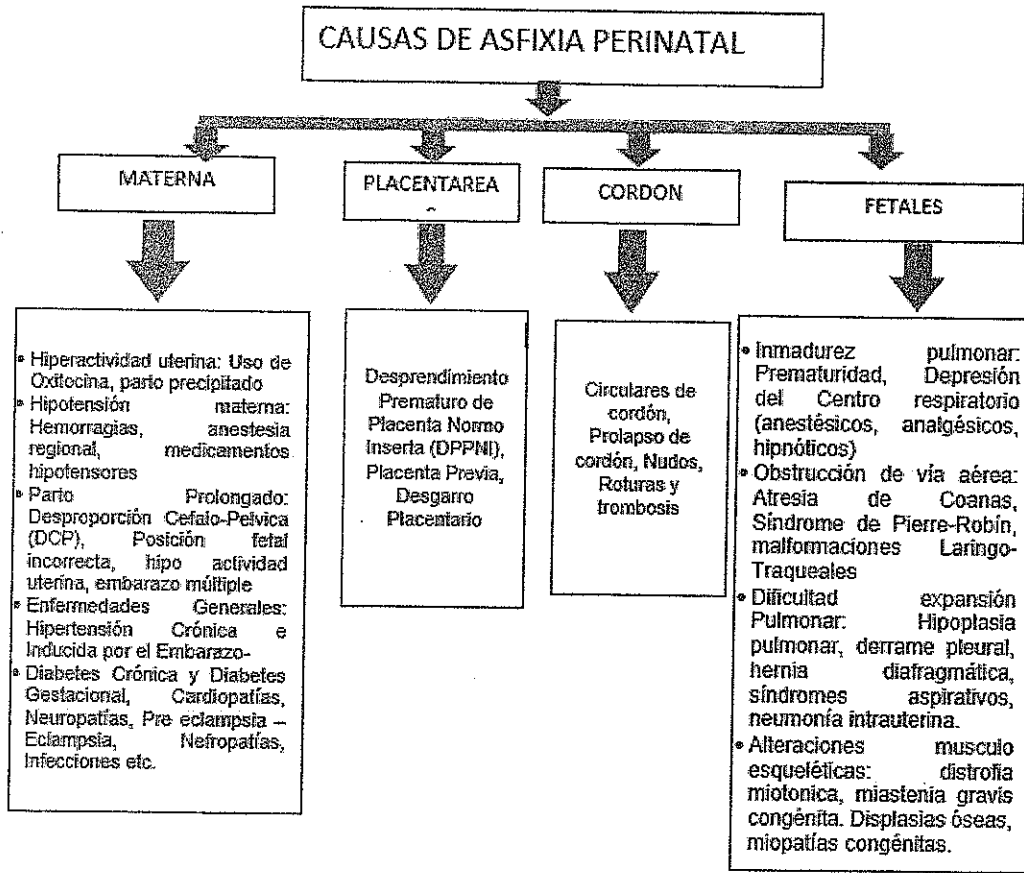 CAUSAS DE ASFIXIA PERINATAL
MATERNA
PLACENTAREA
CORDON
FETALES
• Hiperactividad uterina: Uso de
Oxitocina, parto precipitado
• Hipotensión materna:
Hemorragias, anestesia
regional, medicamentos
hipotensores
• Parto Prolongado:
Desproporción Cefalo-Pelvica
(DCP), Posición fetal
incorrecta, hipo actividad
uterina, embarazo múltiple
• Enfermedades Generales:
Hipertensión Crónica e
Inducida por el Embarazo-
• Diabetes Crónica y Diabetes
Gestacional, Cardiopatías,
Neuropatías, Pre eclampsia –
Eclampsia, Nefropatías,
Infecciones etc.
Desprendimiento
Prematuro de
Placenta Normo
Inserta (DPPNI),
Placenta Previa,
Desgarro
Placentario
Circulares de
cordón,
Prolapso de
cordón, Nudos,
Roturas y
trombosis
• Inmadurez pulmonar:
Prematuridad, Depresión
del Centro respiratorio
(anestésicos, analgésicos,
hipnóticos)
• Obstrucción de vía aérea:
Atresia de Coanas,
Síndrome de Pierre-Robín,
malformaciones Laringo-
Traqueales
• Dificultad expansión
Pulmonar: Hipoplasia
pulmonar, derrame pleural,
hernia diafragmática,
síndromes aspirativos,
neumonía intrauterina.
• Alteraciones musculo
esqueléticas: distrofia
miotonica, miastenia gravis
congénita. Displasias óseas,
miopatías congénitas.